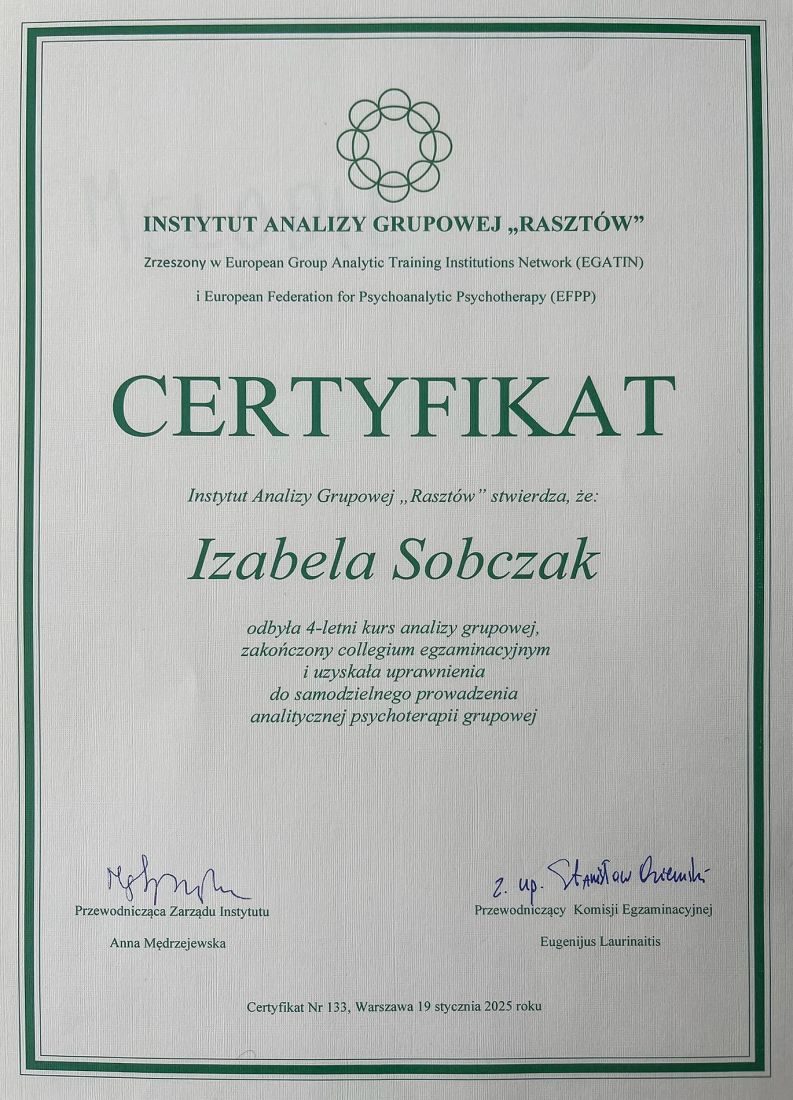 INSTYTUT ANALIZY GRUPOWEJ „RASZTÓW”
Zrzeszony w European Group Analytic Training Institutions Network (EGATIN)
i European Federation for Psychoanalytic Psychotherapy (EFPP)
CERTYFIKAT
Instytut Analizy Grupowej „Rasztów” stwierdza, że:
Izabela Sobczak
odbyła 4-letni kurs analizy grupowej,
zakończony collegium egzaminacyjnym
i uzyskała uprawnienia
do samodzielnego prowadzenia
analitycznej psychoterapii grupowej
z. up. Stanisław
Przewodnicząca Zarządu Instytutu
Przewodniczący Komisji Egzaminacyjnej
Anna Mędrzejewska
Eugenijus Laurinaitis
Certyfikat Nr 133, Warszawa 19 stycznia 2025 roku